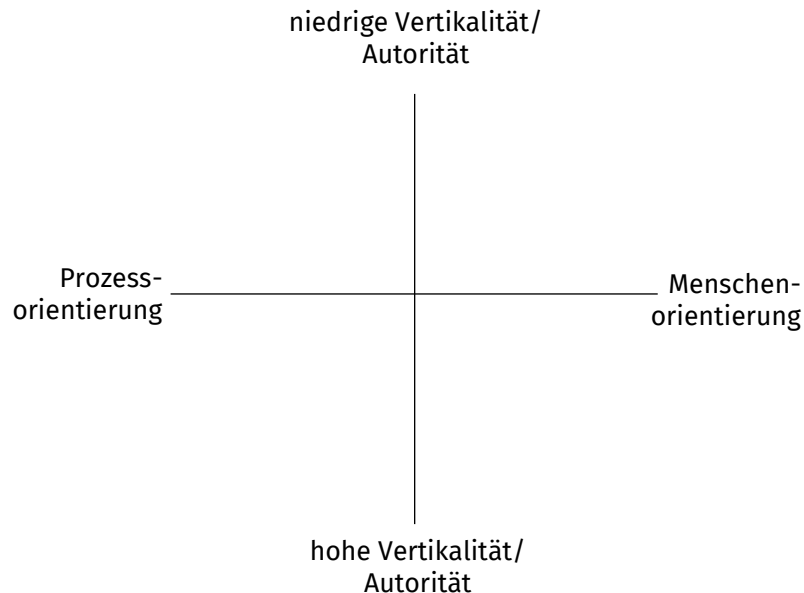 niedrige Vertikalität/
Autorität
Prozess-
orientierung
Menschen-
orientierung
hohe Vertikalität/
Autorität